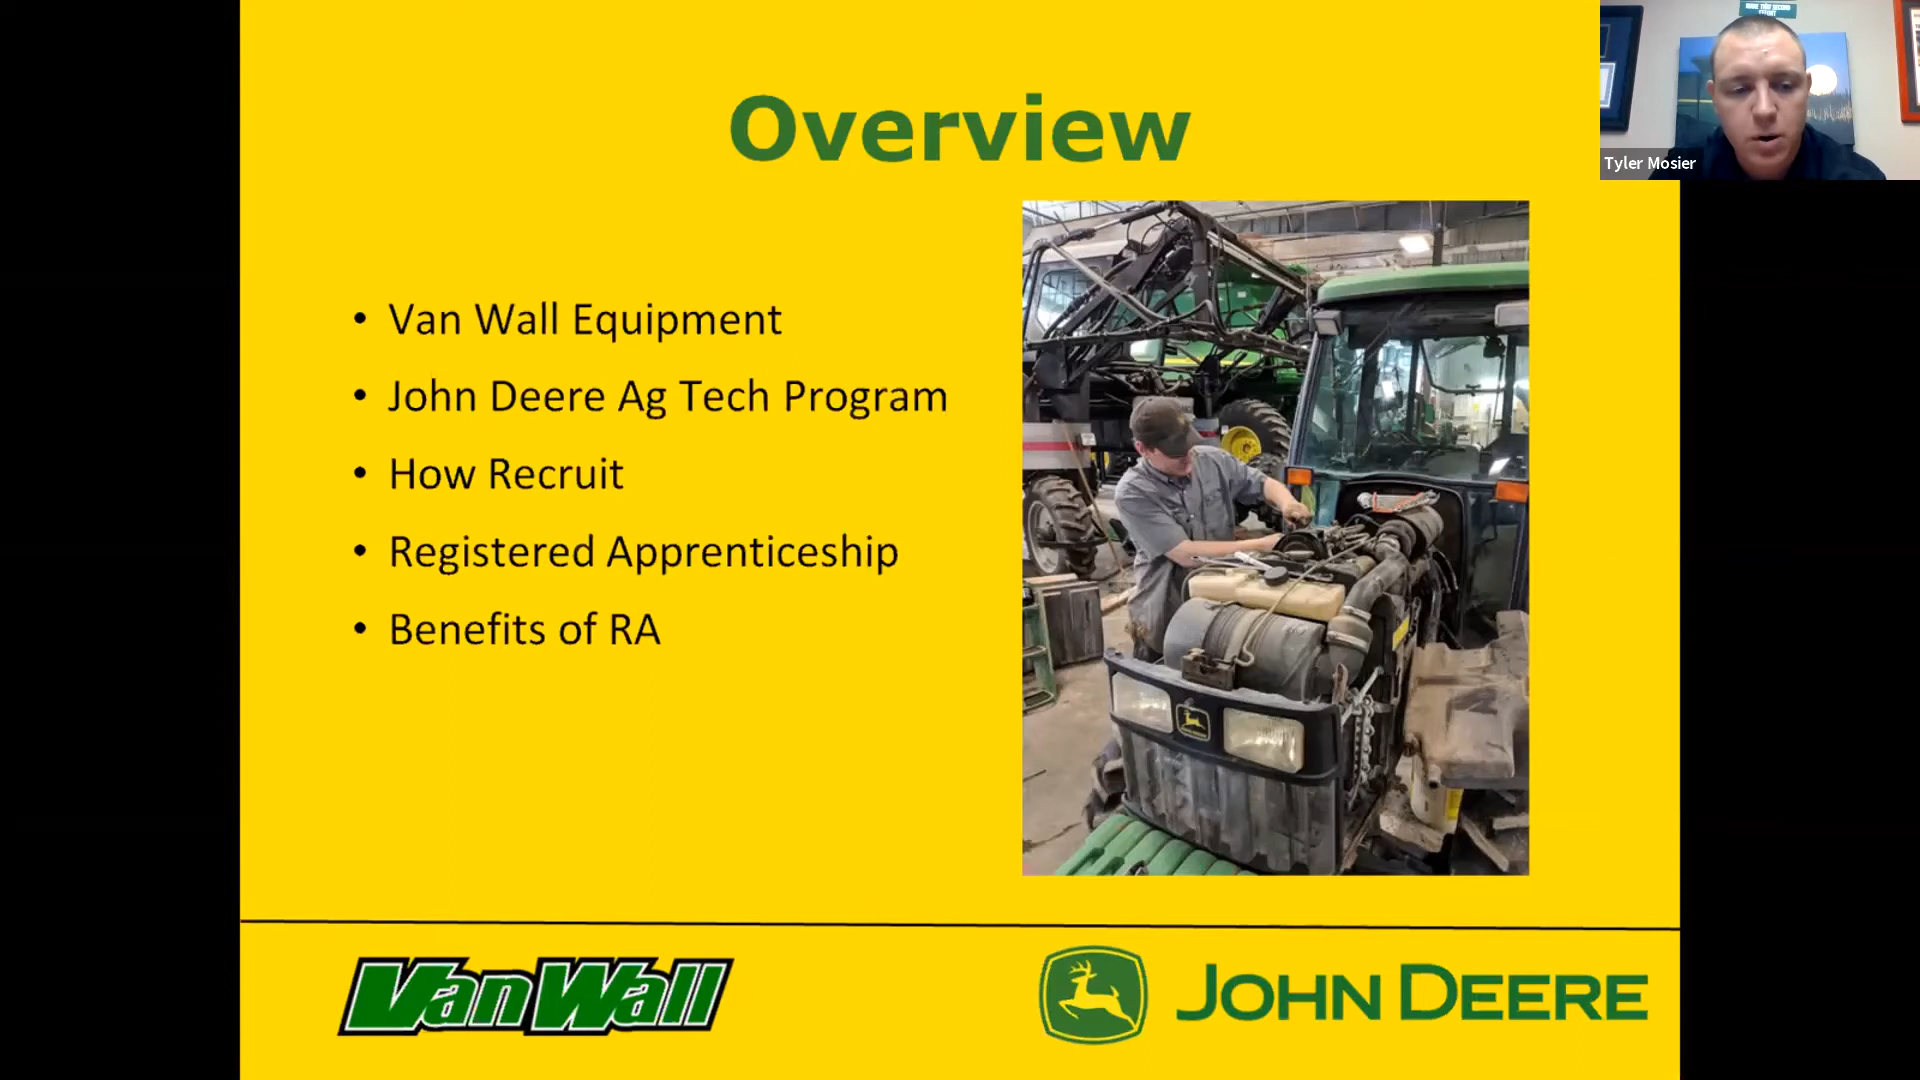 Overview
• Van Wall Equipment
• John Deere Ag Tech Program
• How Recruit
• Registered Apprenticeship
• Benefits of RA
VanWall
JOHN DEERE
Tyler Mosier